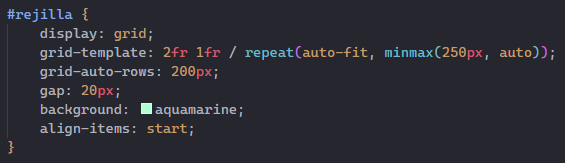 #rejilla {
    display: grid;
    grid-template: 2fr 1fr / repeat(auto-fit, minmax(250px, auto));
    grid-auto-rows: 200px;
    gap: 20px;
    background: aquamarine;
    align-items: start;
}